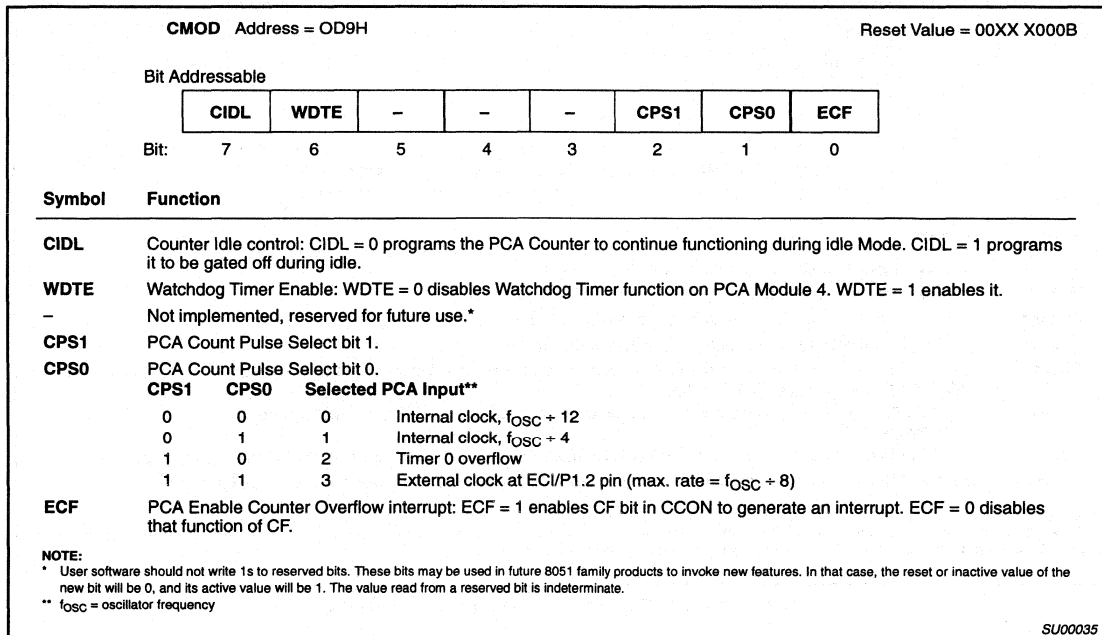 CMOD Address = OD9H Reset Value = 00XX X000B
Bit Addressable
CIDL WDTE – – – CPS1 CPS0 ECF
Bit: 7 6 5 4 3 2 1 0
Symbol Function
CIDL Counter Idle control: CIDL = 0 programs the PCA Counter to continue functioning during idle Mode. CIDL = 1 programs
it to be gated off during idle.
WDTE Watchdog Timer Enable: WDTE = 0 disables Watchdog Timer function on PCA Module 4. WDTE = 1 enables it.
– Not implemented, reserved for future use.*
CPS1 PCA Count Pulse Select bit 1.
CPS0 PCA Count Pulse Select bit 0.
CPS1 CPS0 Selected PCA Input**
0 0 0 Internal clock, fOSC ÷ 12
0 1 1 Internal clock, fOSC ÷ 4
1 0 2 Timer 0 overflow
1 1 3 External clock at ECI/P1.2 pin (max. rate = fOSC ÷ 8)
ECF PCA Enable Counter Overflow interrupt: ECF = 1 enables CF bit in CCON to generate an interrupt. ECF = 0 disables
that function of CF.
NOTE:
* User software should not write 1s to reserved bits. These bits may be used in future 8051 family products to invoke new features. In that case, the reset or inactive value of the
new bit will be 0, and its active value will be 1. The value read from a reserved bit is indeterminate.
** fOSC = oscillator frequency
SU00035